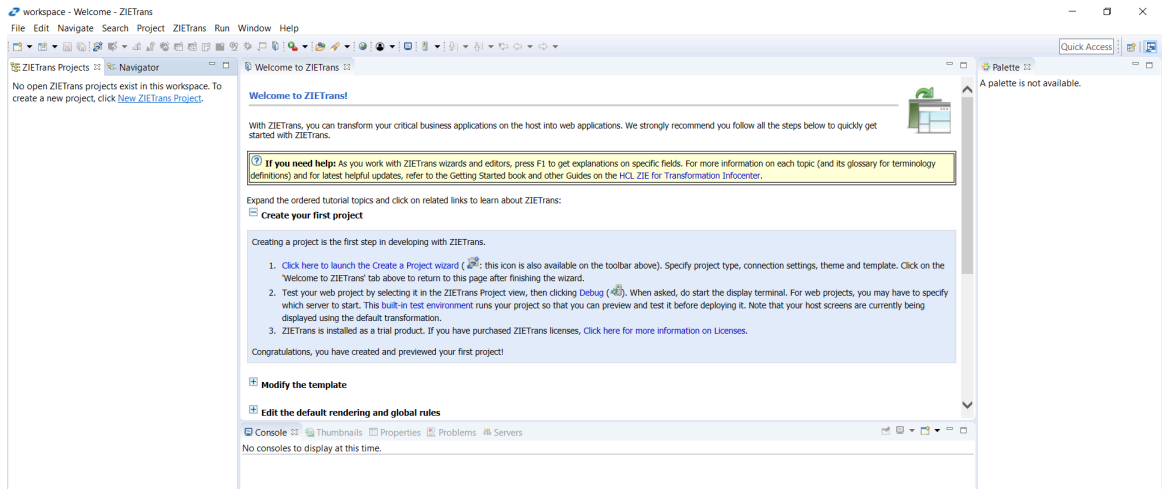 workspace - Welcome - ZIETrans
File Edit Navigate Search Project ZIETrans Run Window Help
Quick Access
ZIETrans Projects Navigator
No open ZIETrans projects exist in this workspace. To
create a new project, click New ZIETrans Project.
Welcome to ZIETrans
Welcome to ZIETrans!
With ZIETrans, you can transform your critical business applications on the host into web applications. We strongly recommend you follow all the steps below to quickly get
started with ZIETrans.
If you need help: As you work with ZIETrans wizards and editors, press F1 to get explanations on specific fields. For more information on each topic (and its glossary for terminology
definitions) and for latest helpful updates, refer to the Getting Started book and other Guides on the HCL ZIE for Transformation Infocenter.
Expand the ordered tutorial topics and click on related links to learn about ZIETrans:
Create your first project
Creating a project is the first step in developing with ZIETrans.
1. Click here to launch the Create a Project wizard ( : this icon is also available on the toolbar above). Specify project type, connection settings, theme and template. Click on the
'Welcome to ZIETrans' tab above to return to this page after finishing the wizard.
2. Test your web project by selecting it in the ZIETrans Project view, then clicking Debug ( ). When asked, do start the display terminal. For web projects, you may have to specify
which server to start. This built-in test environment runs your project so that you can preview and test it before deploying it. Note that your host screens are currently being
displayed using the default transformation.
3. ZIETrans is installed as a trial product. If you have purchased ZIETrans licenses, Click here for more information on Licenses.
Congratulations, you have created and previewed your first project!
Modify the template
Edit the default rendering and global rules
Palette
A palette is not available.
Console Thumbnails Properties Problems Servers
No consoles to display at this time.